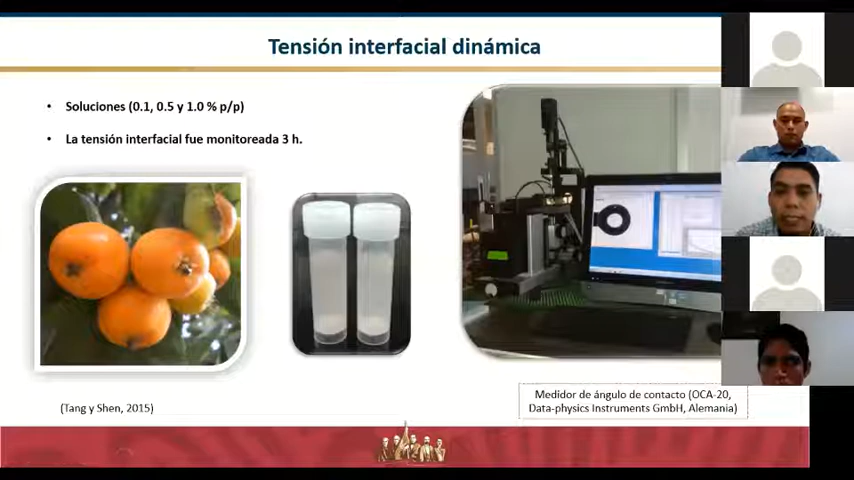 Tensión interfacial dinámica
• Soluciones (0.1, 0.5 y 1.0 % p/p)
• La tensión interfacial fue monitoreada 3 h.
(Tang y Shen, 2015)
Medidor de ángulo de contacto (OCA-20,
Data-physics Instruments GmbH, Alemania)